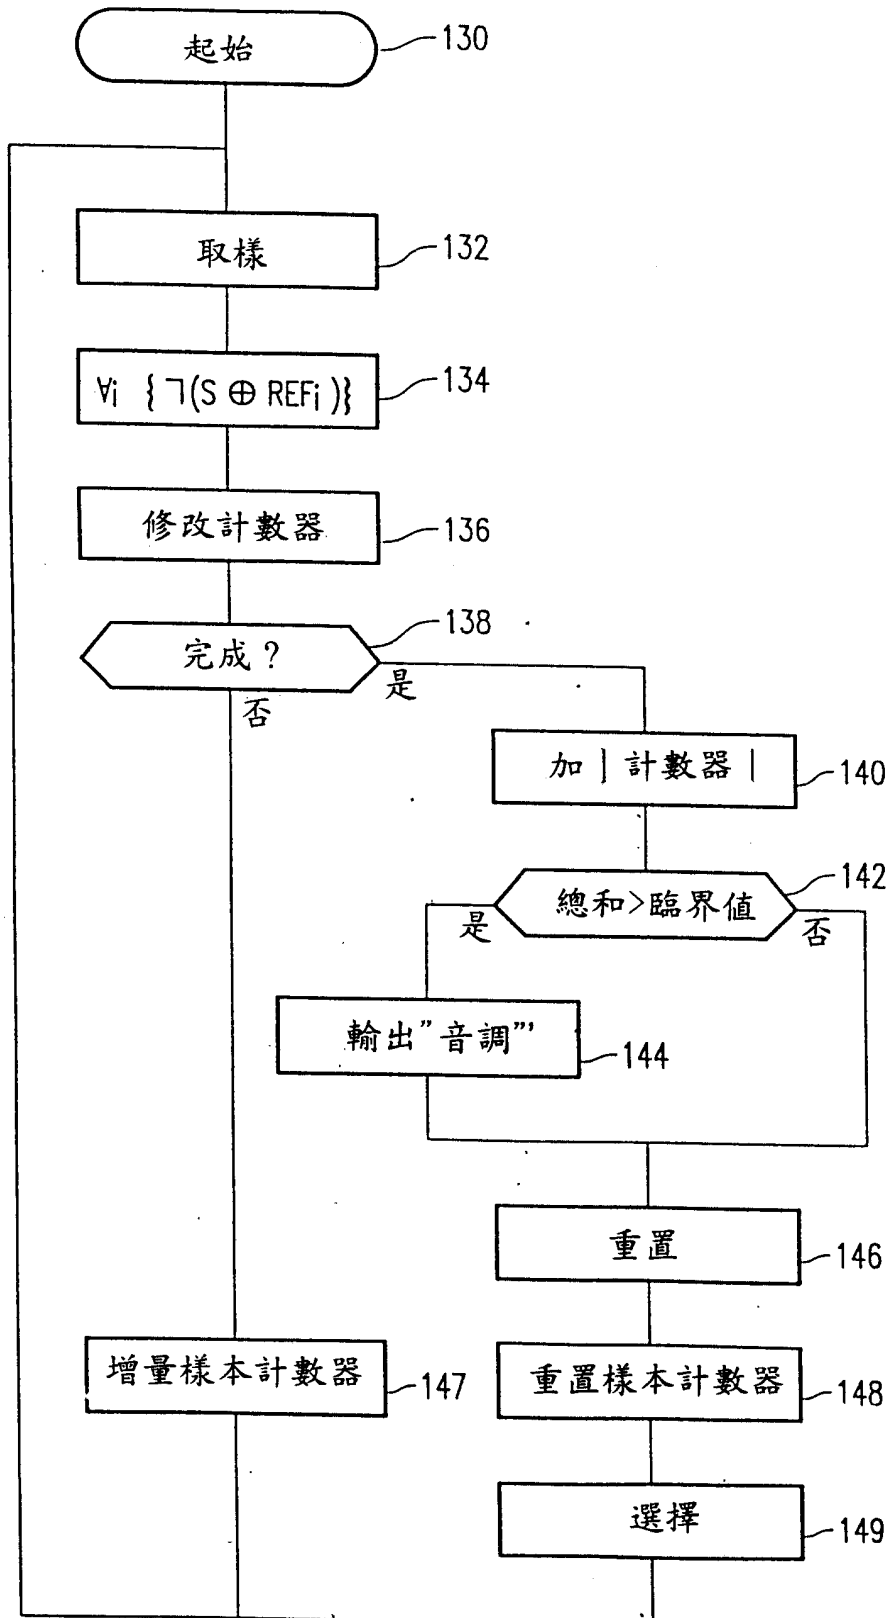 起始
130
取樣
132
∀i {￢(S ⊕ REFi)}
134
修改計數器
136
完成?
138
是
否
加|計數器|
140
總和>臨界值
142
是
否
輸出"音調"'
144
重置
146
增量樣本計數器
147
重置樣本計數器
148
選擇
149